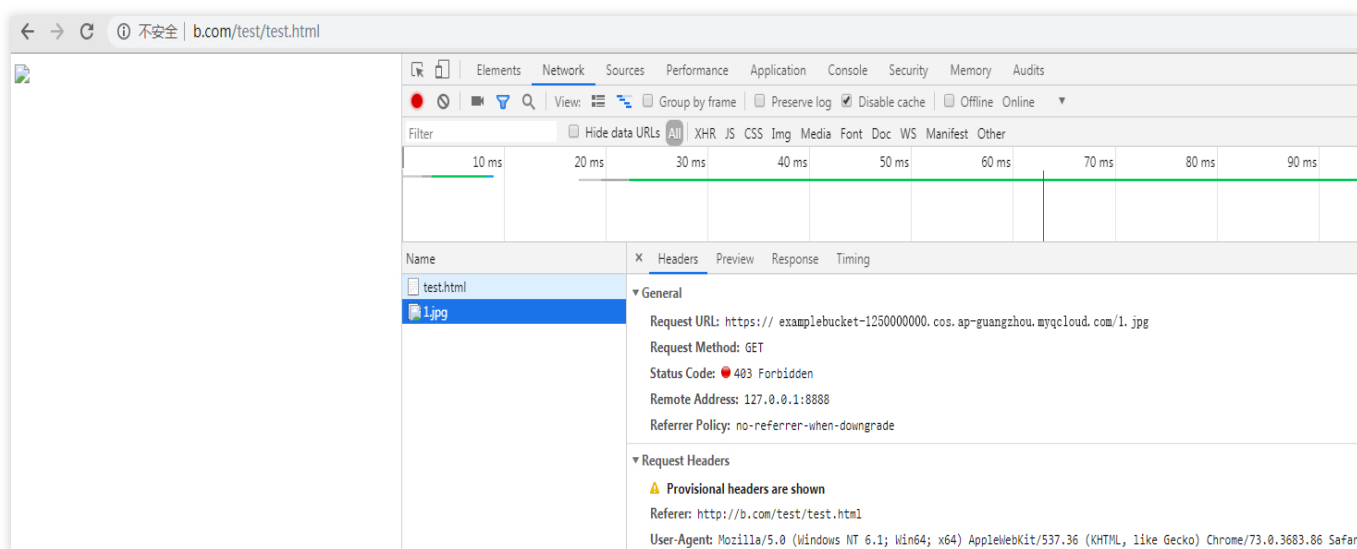 不安全 b.com/test/test.html
Elements Network Sources Performance Application Console Security Memory Audits
View: Group by frame Preserve log Disable cache Offline Online
Filter Hide data URLs All XHR JS CSS Img Media Font Doc WS Manifest Other
10 ms 20 ms 30 ms 40 ms 50 ms 60 ms 70 ms 80 ms 90 ms
Name × Headers Preview Response Timing
test.html
1.jpg
General
Request URL: https:// examplebucket-1250000000.cos.ap-guangzhou.myqcloud.com/1.jpg
Request Method: GET
Status Code: 403 Forbidden
Remote Address: 127.0.0.1:8888
Referrer Policy: no-referrer-when-downgrade
Request Headers
Provisional headers are shown
Referer: http://b.com/test/test.html
User-Agent: Mozilla/5.0 (Windows NT 6.1; Win64; x64) AppleWebKit/537.36 (KHTML, like Gecko) Chrome/73.0.3683.86 Safar